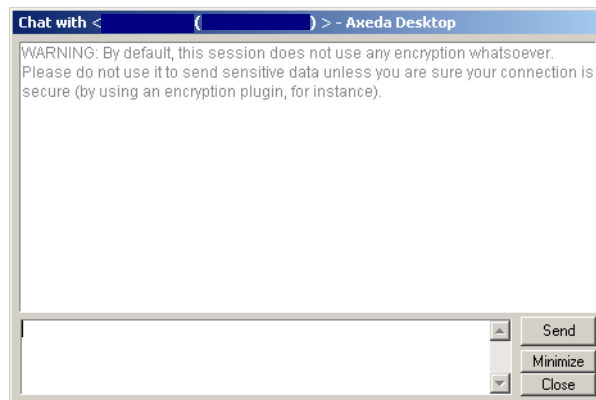 Chat with < ( ) > - Axeda Desktop
WARNING: By default, this session does not use any encryption whatsoever.
Please do not use it to send sensitive data unless you are sure your connection is
secure (by using an encryption plugin, for instance).
Send
Minimize
Close